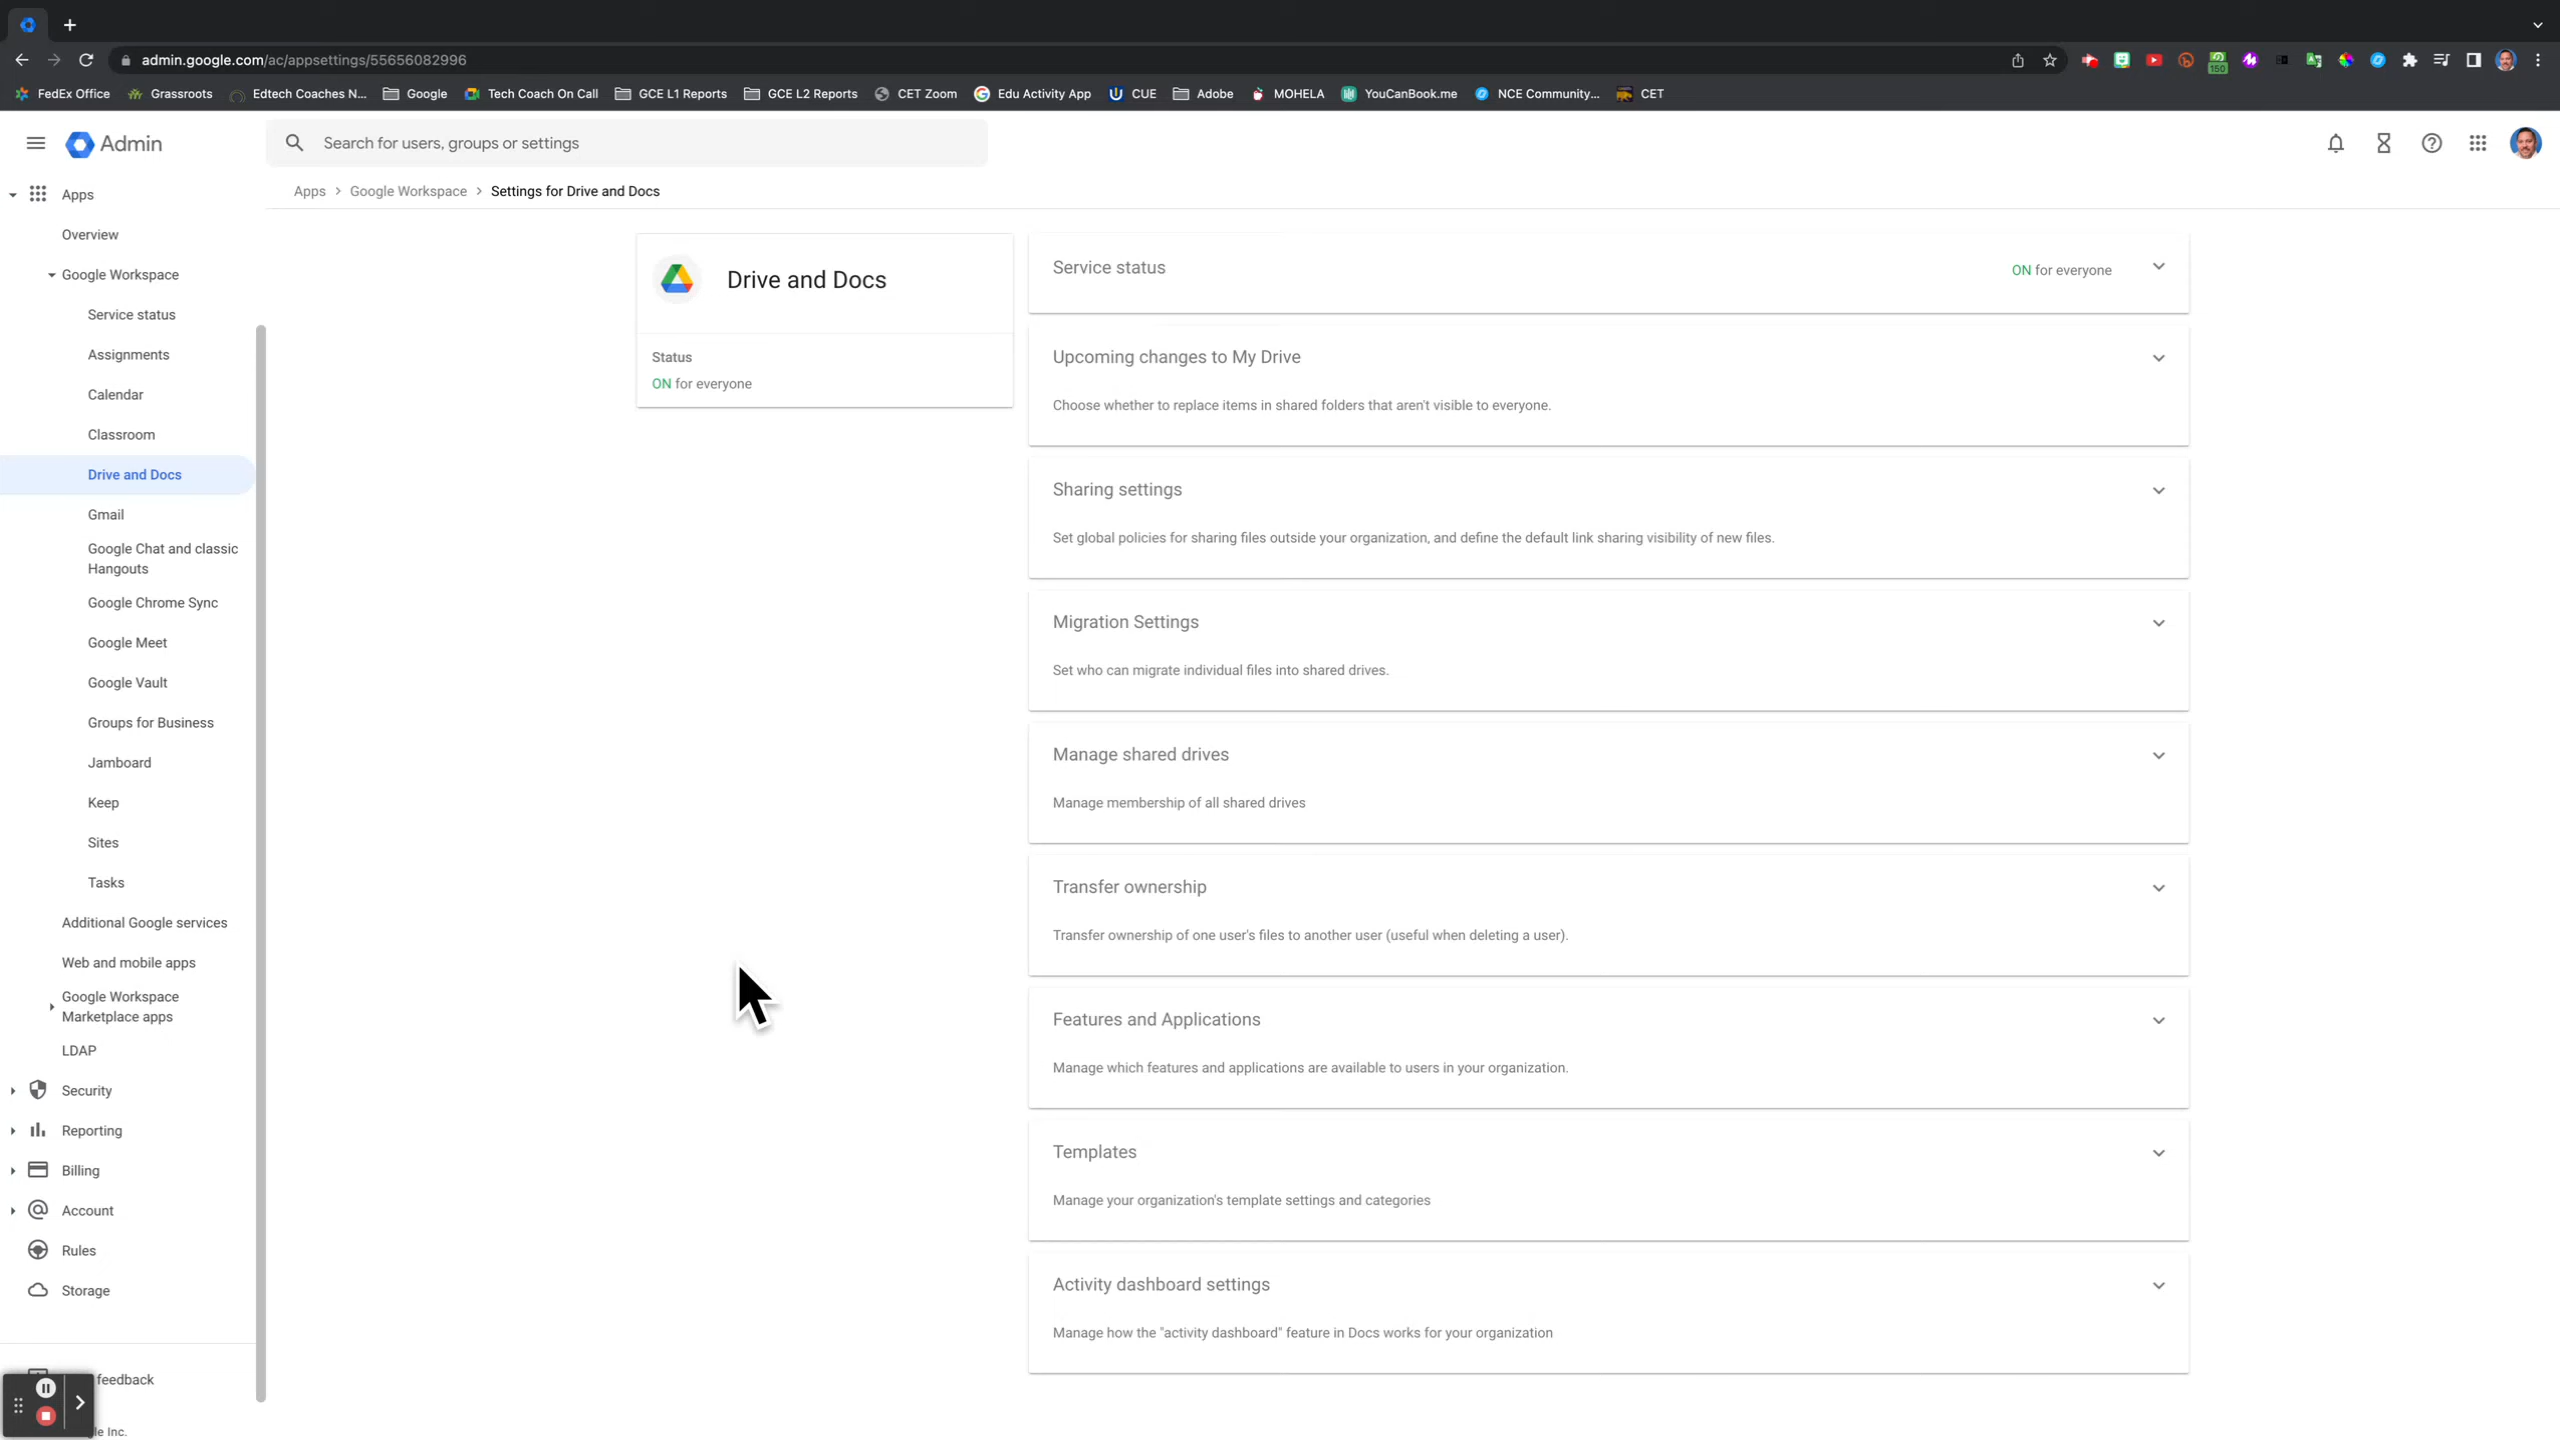 admin.google.com/ac/appsettings/55656082996
FedEx Office
Grassroots
Edtech Coaches N...
Google
Tech Coach On Call
GCE L1 Reports
GCE L2 Reports
CET Zoom
Edu Activity App
CUE
Adobe
MOHELA
YouCanBook.me
NCE Community...
CET
150
Admin
Search for users, groups or settings
Apps
Overview
Google Workspace
Service status
Assignments
Calendar
Classroom
Drive and Docs
Gmail
Google Chat and classic
Hangouts
Google Chrome Sync
Google Meet
Google Vault
Groups for Business
Jamboard
Keep
Sites
Tasks
Additional Google services
Web and mobile apps
Google Workspace
Marketplace apps
LDAP
Security
Reporting
Billing
Account
Rules
Storage
feedback
le Inc.
Apps > Google Workspace > Settings for Drive and Docs
Drive and Docs
Status
ON for everyone
Service status
ON for everyone
Upcoming changes to My Drive
Choose whether to replace items in shared folders that aren't visible to everyone.
Sharing settings
Set global policies for sharing files outside your organization, and define the default link sharing visibility of new files.
Migration Settings
Set who can migrate individual files into shared drives.
Manage shared drives
Manage membership of all shared drives
Transfer ownership
Transfer ownership of one user's files to another user (useful when deleting a user).
Features and Applications
Manage which features and applications are available to users in your organization.
Templates
Manage your organization's template settings and categories
Activity dashboard settings
Manage how the "activity dashboard" feature in Docs works for your organization